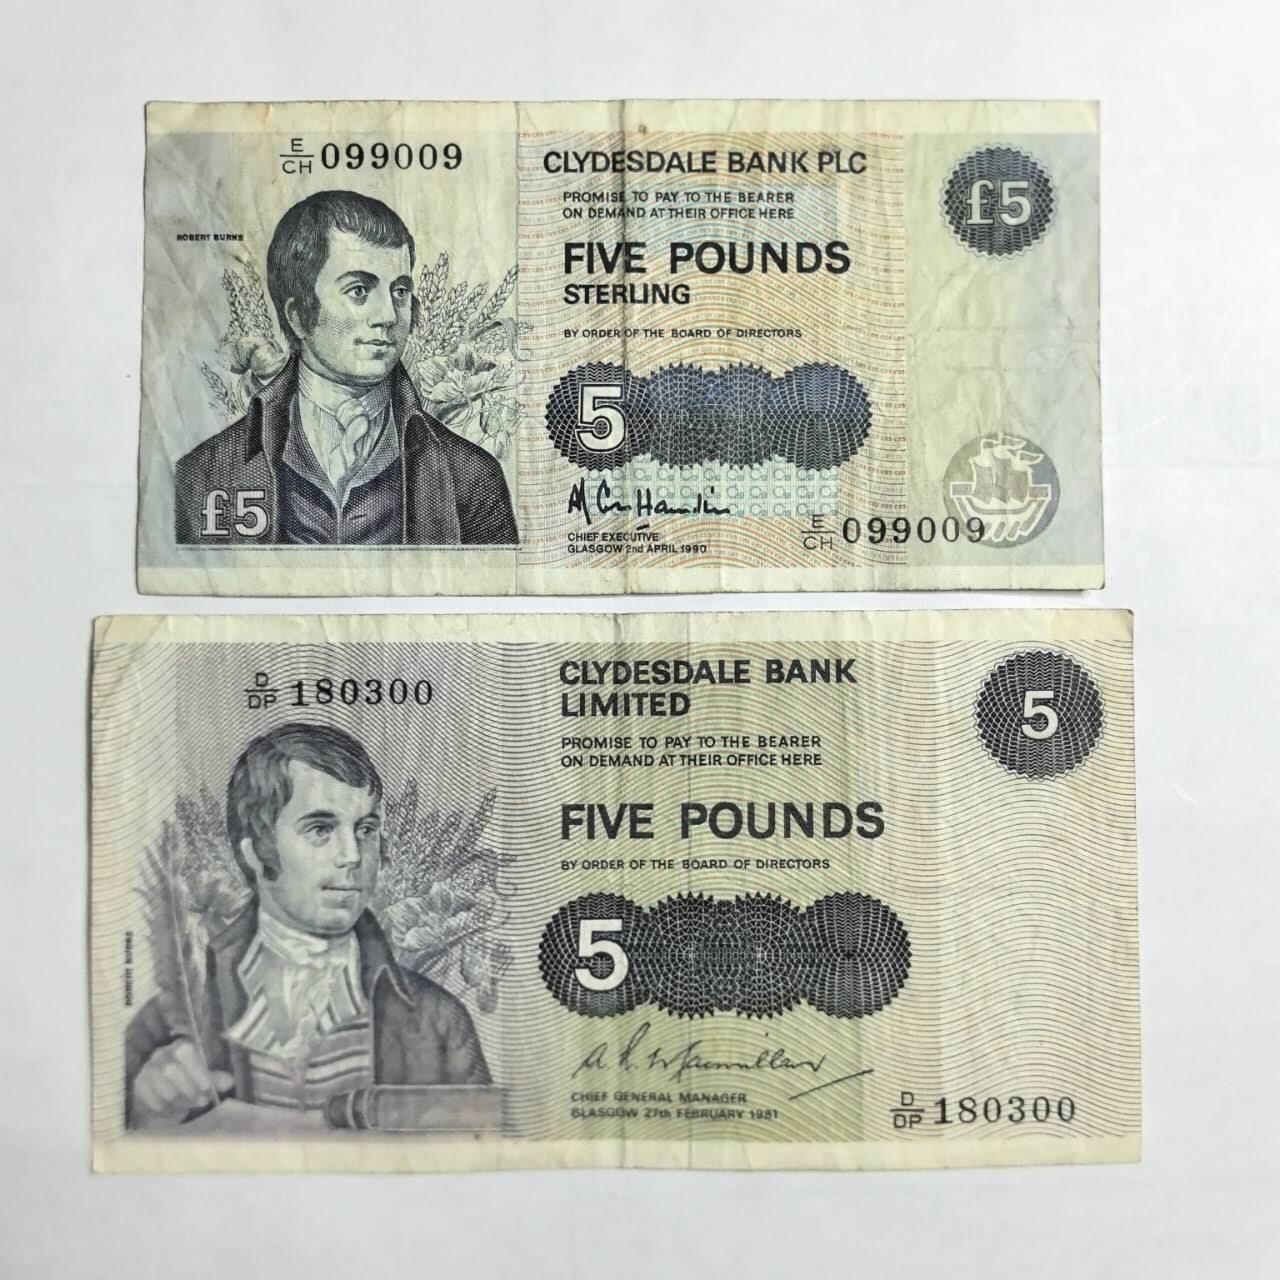 E/CH 099009
CLYDESDALE BANK PLC
£5
PROMISE TO PAY TO THE BEARER
ON DEMAND AT THEIR OFFICE HERE
ROBERT BURNS
FIVE POUNDS
STERLING
BY ORDER OF THE BOARD OF DIRECTORS
5
£5
CHIEF EXECUTIVE
GLASGOW 2nd APRIL 1990
E/CH 099009
D/DP 180300
CLYDESDALE BANK
LIMITED
5
PROMISE TO PAY TO THE BEARER
ON DEMAND AT THEIR OFFICE HERE
FIVE POUNDS
BY ORDER OF THE BOARD OF DIRECTORS
5
ROBERT BURNS
A. R. Macmillan
CHIEF GENERAL MANAGER
GLASGOW 27th FEBRUARY 1981
D/DP 180300